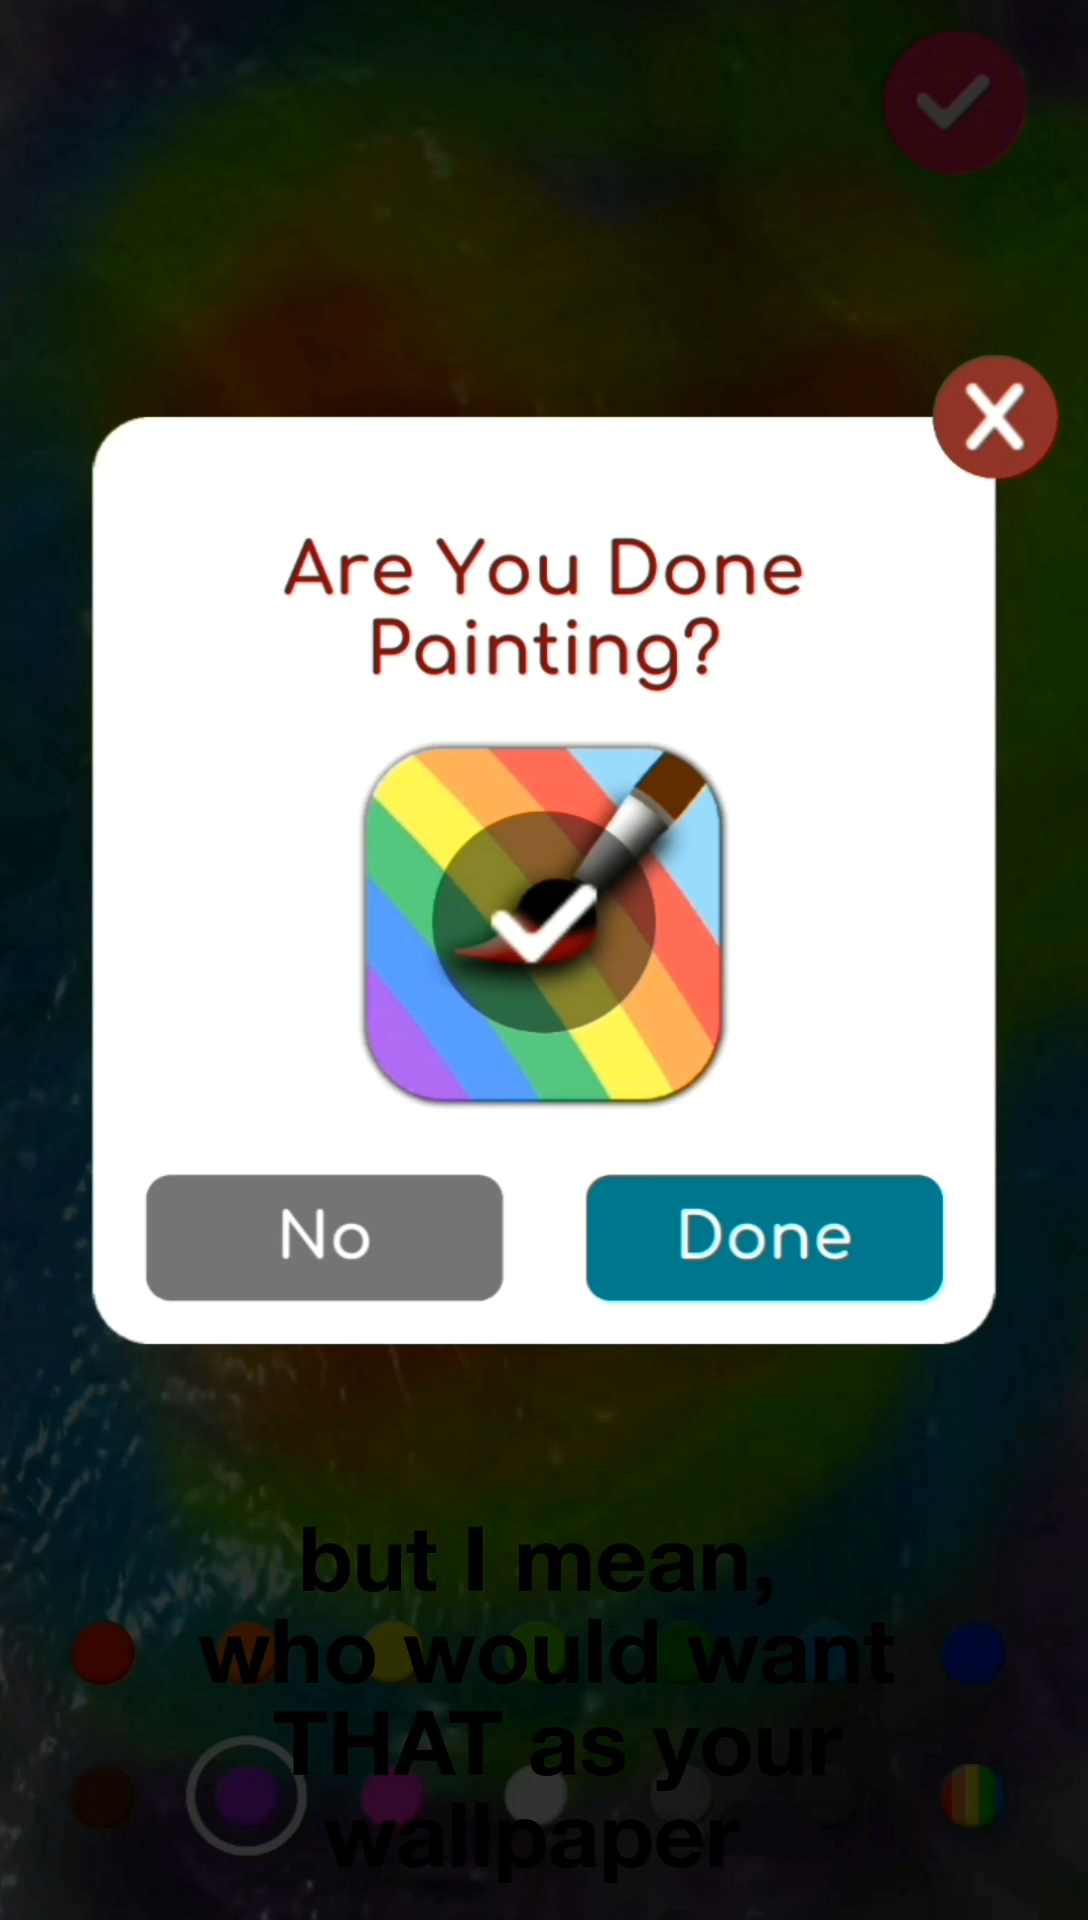 Are You Done
Painting?
No
Done
but I mean,
who would want
THAT as your
wallpaper